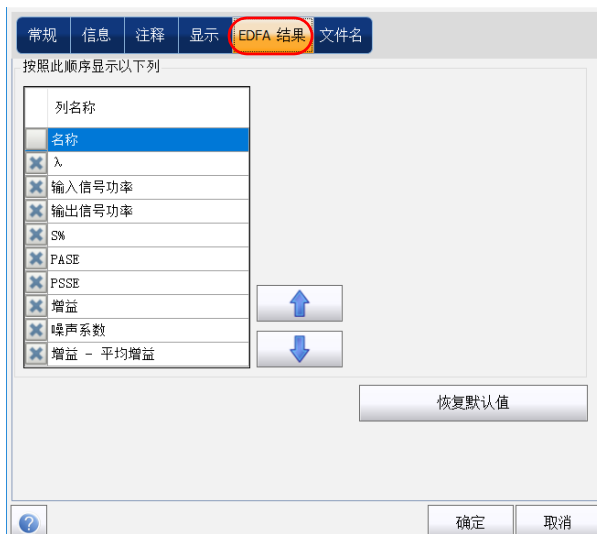 常规 信息 注释 显示 EDFA 结果 文件名
按照此顺序显示以下列
列名称
名称
λ
输入信号功率
输出信号功率
S%
PASE
PSSE
增益
噪声系数
增益 - 平均增益
恢复默认值
?
确定 取消